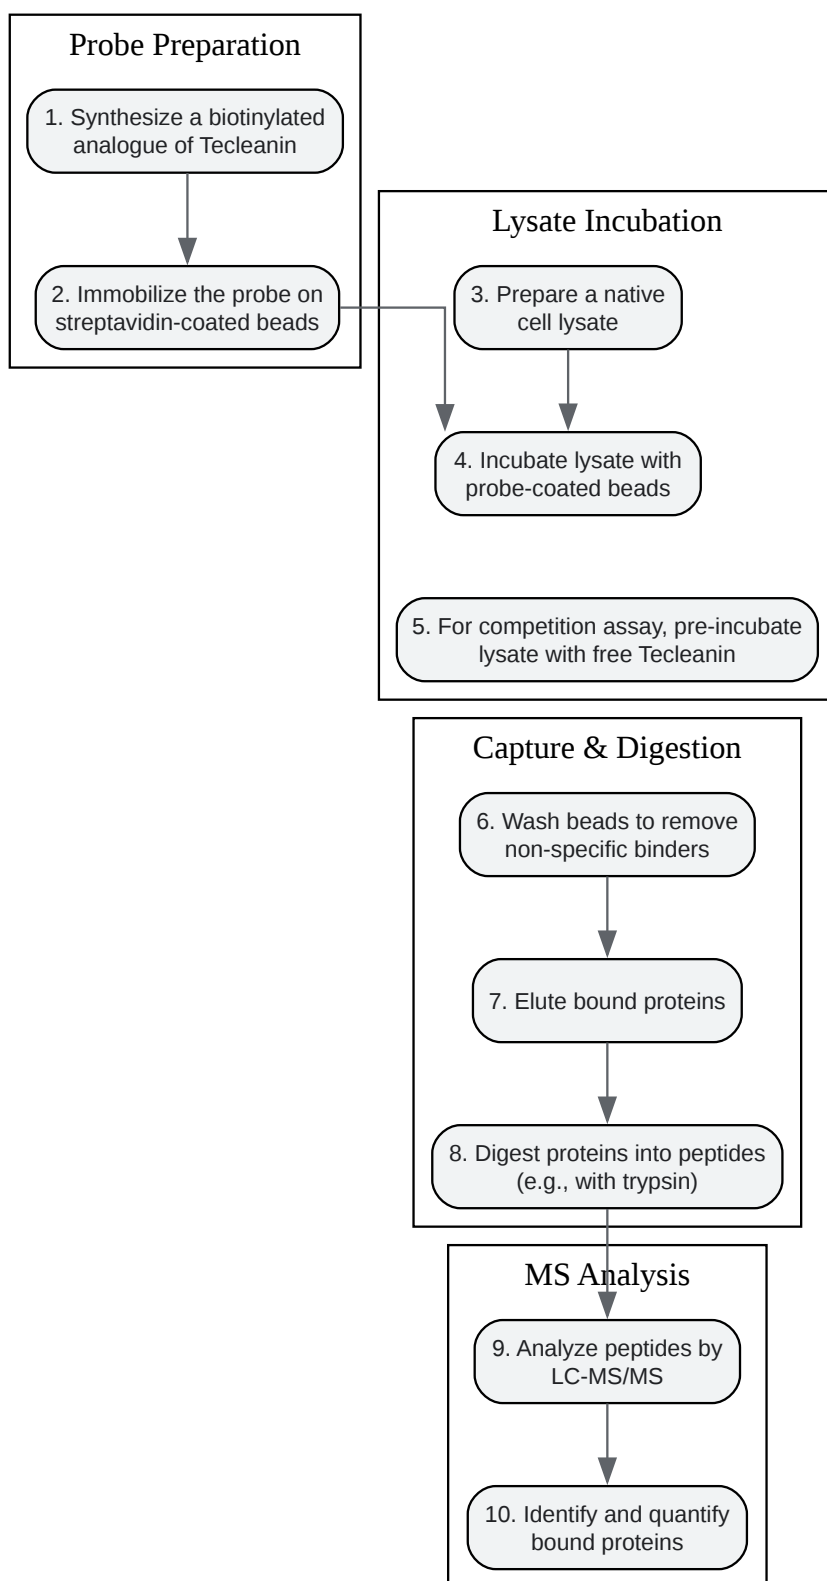 Probe Preparation
1. Synthesize a biotinylated
analogue of Tecleanin
2. Immobilize the probe on
streptavidin-coated beads
Lysate Incubation
3. Prepare a native
cell lysate
4. Incubate lysate with
probe-coated beads
5. For competition assay, pre-incubate
lysate with free Tecleanin
Capture & Digestion
6. Wash beads to remove
non-specific binders
7. Elute bound proteins
8. Digest proteins into peptides
(e.g., with trypsin)
MS Analysis
9. Analyze peptides by
LC-MS/MS
10. Identify and quantify
bound proteins